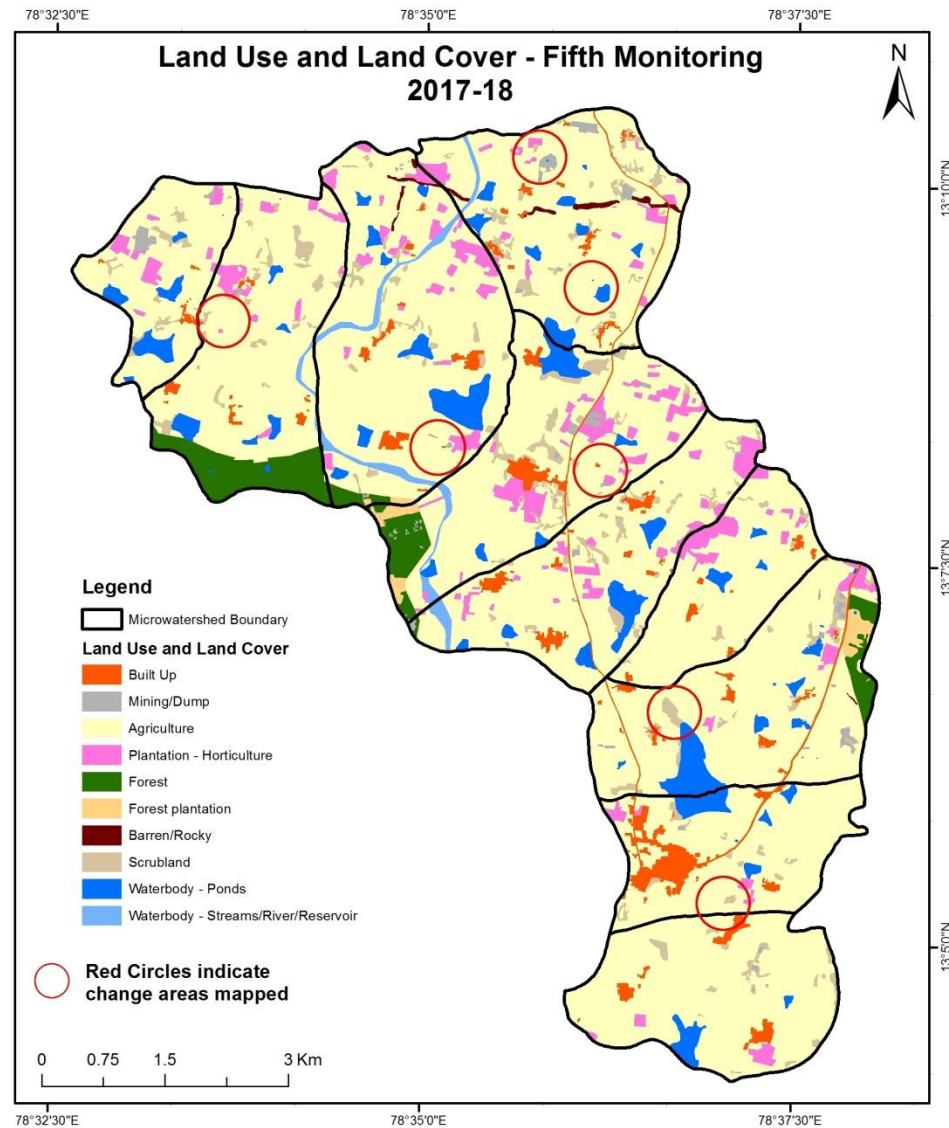 78°32'30"E 78°35'0"E 78°37'30"E
Land Use and Land Cover - Fifth Monitoring
2017-18
N
13°10'0"N
13°7'30"N
13°5'0"N
Legend
Microwatershed Boundary
Land Use and Land Cover
Built Up
Mining/Dump
Agriculture
Plantation - Horticulture
Forest
Forest plantation
Barren/Rocky
Scrubland
Waterbody - Ponds
Waterbody - Streams/River/Reservoir
Red Circles indicate
change areas mapped
0 0.75 1.5 3 Km
78°32'30"E 78°35'0"E 78°37'30"E